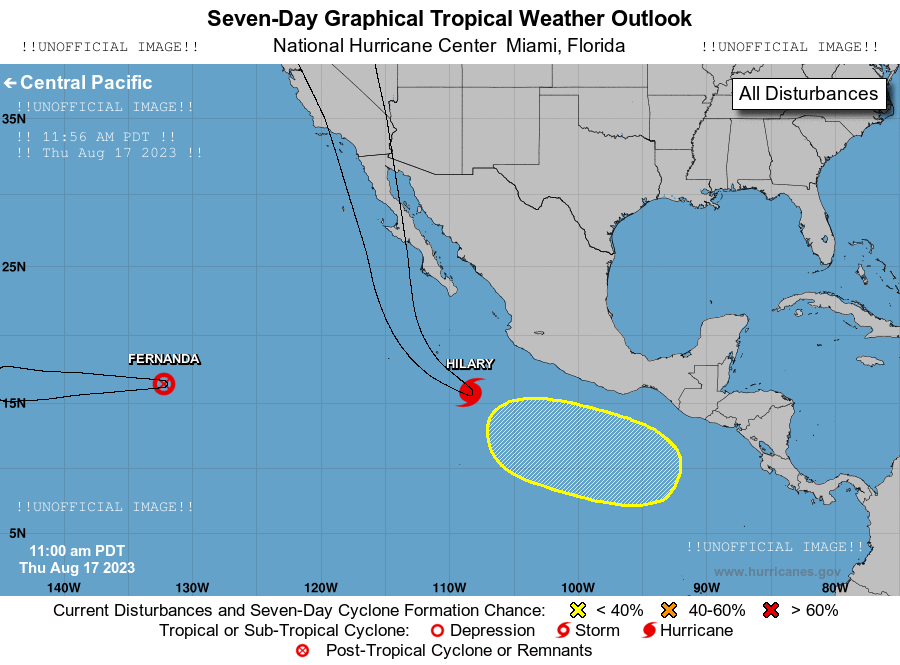 Seven-Day Graphical Tropical Weather Outlook
!!UNOFFICIAL IMAGE!!
National Hurricane Center  Miami, Florida
!!UNOFFICIAL IMAGE!!
← Central Pacific
All Disturbances
!!UNOFFICIAL IMAGE!!
35N
!! 11:56 AM PDT !!
!! Thu Aug 17 2023 !!
25N
FERNANDA
HILARY
15N
!!UNOFFICIAL IMAGE!!
5N
11:00 am PDT
Thu Aug 17 2023
!!UNOFFICIAL IMAGE!!
www.hurricanes.gov
140W 130W 120W 110W 100W 90W 80W
Current Disturbances and Seven-Day Cyclone Formation Chance: < 40% 40-60% > 60%
Tropical or Sub-Tropical Cyclone: Depression Storm Hurricane
Post-Tropical Cyclone or Remnants